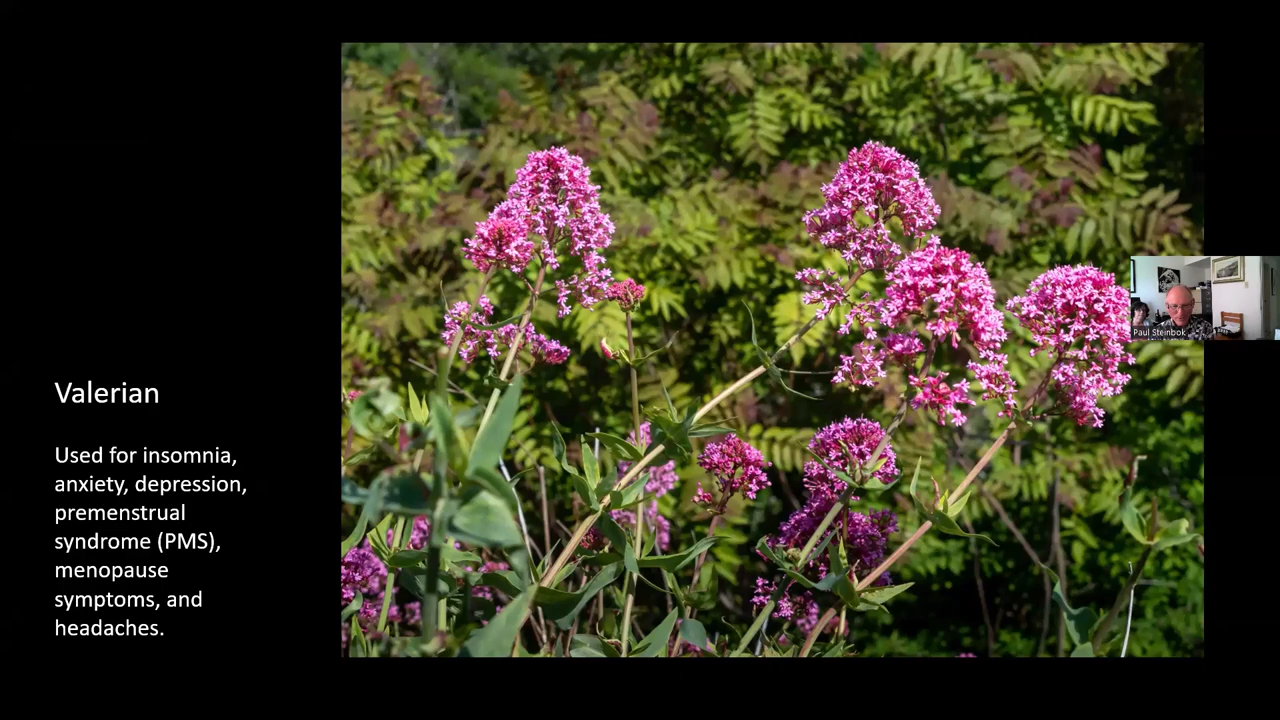 Valerian
Used for insomnia,
anxiety, depression,
premenstrual
syndrome (PMS),
menopause
symptoms, and
headaches.
Paul Steinbok